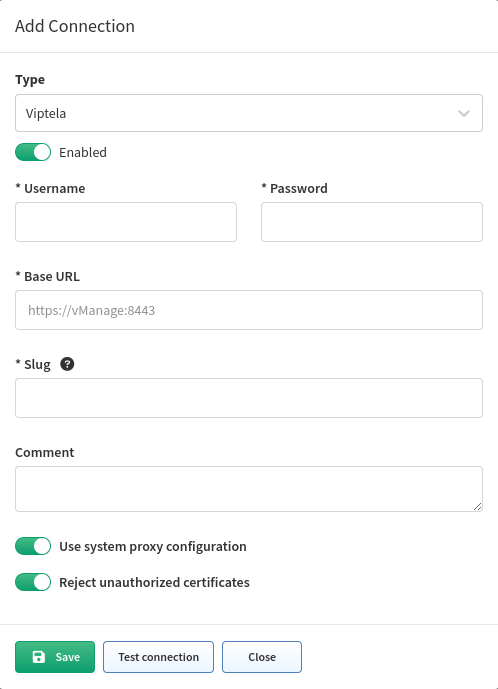 Add Connection
Type
Viptela
Enabled
* Username
* Password
* Base URL
https://vManage:8443
* Slug ?
Comment
Use system proxy configuration
Reject unauthorized certificates
Save
Test connection
Close